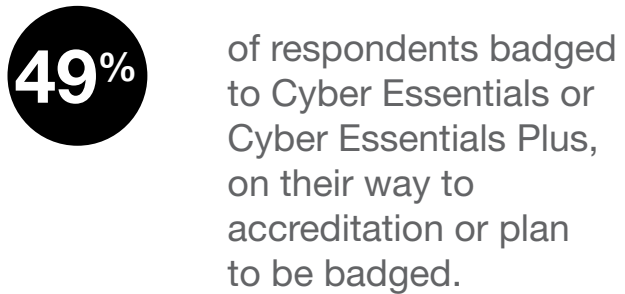 49%
of respondents badged
to Cyber Essentials or
Cyber Essentials Plus,
on their way to
accreditation or plan
to be badged.